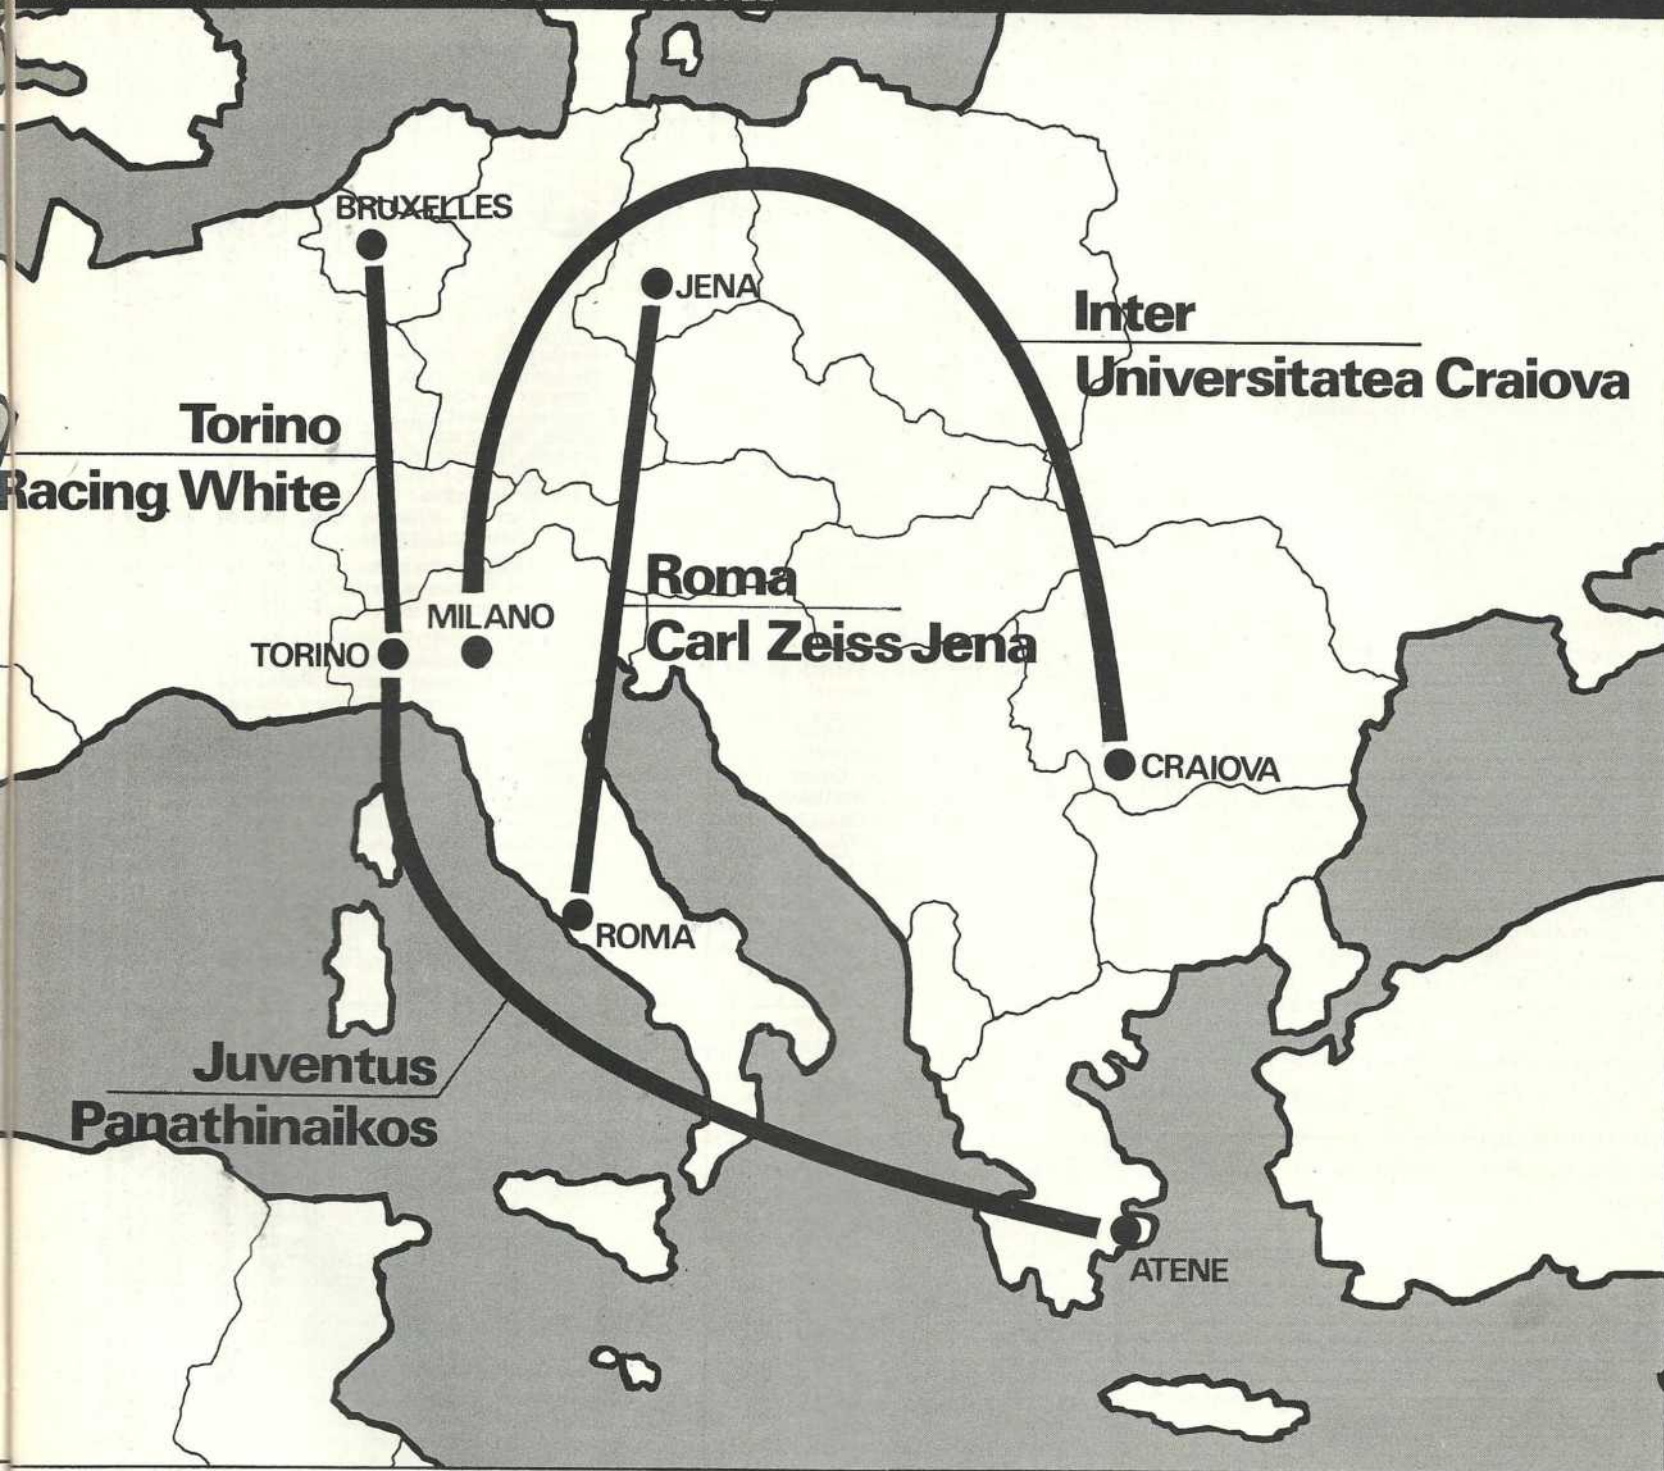 BRUXELLES
JENA
Inter
Universitatea Craiova
Torino
Racing White
Roma
Carl Zeiss Jena
MILANO
TORINO
CRAIOVA
ROMA
Juventus
Panathinaikos
ATENE